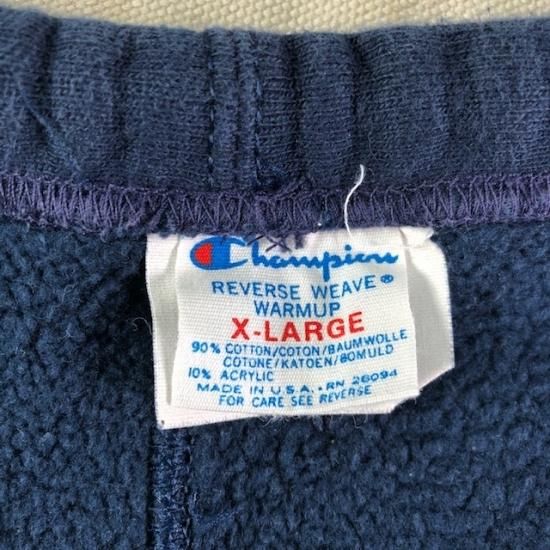 Champion
REVERSE WEAVE®
WARMUP
X-LARGE
90% COTTON/COTON/BAUMWOLLE
COTONE/KATOEN/BOMULD
10% ACRYLIC
MADE IN U.S.A. • RN 26094
FOR CARE SEE REVERSE